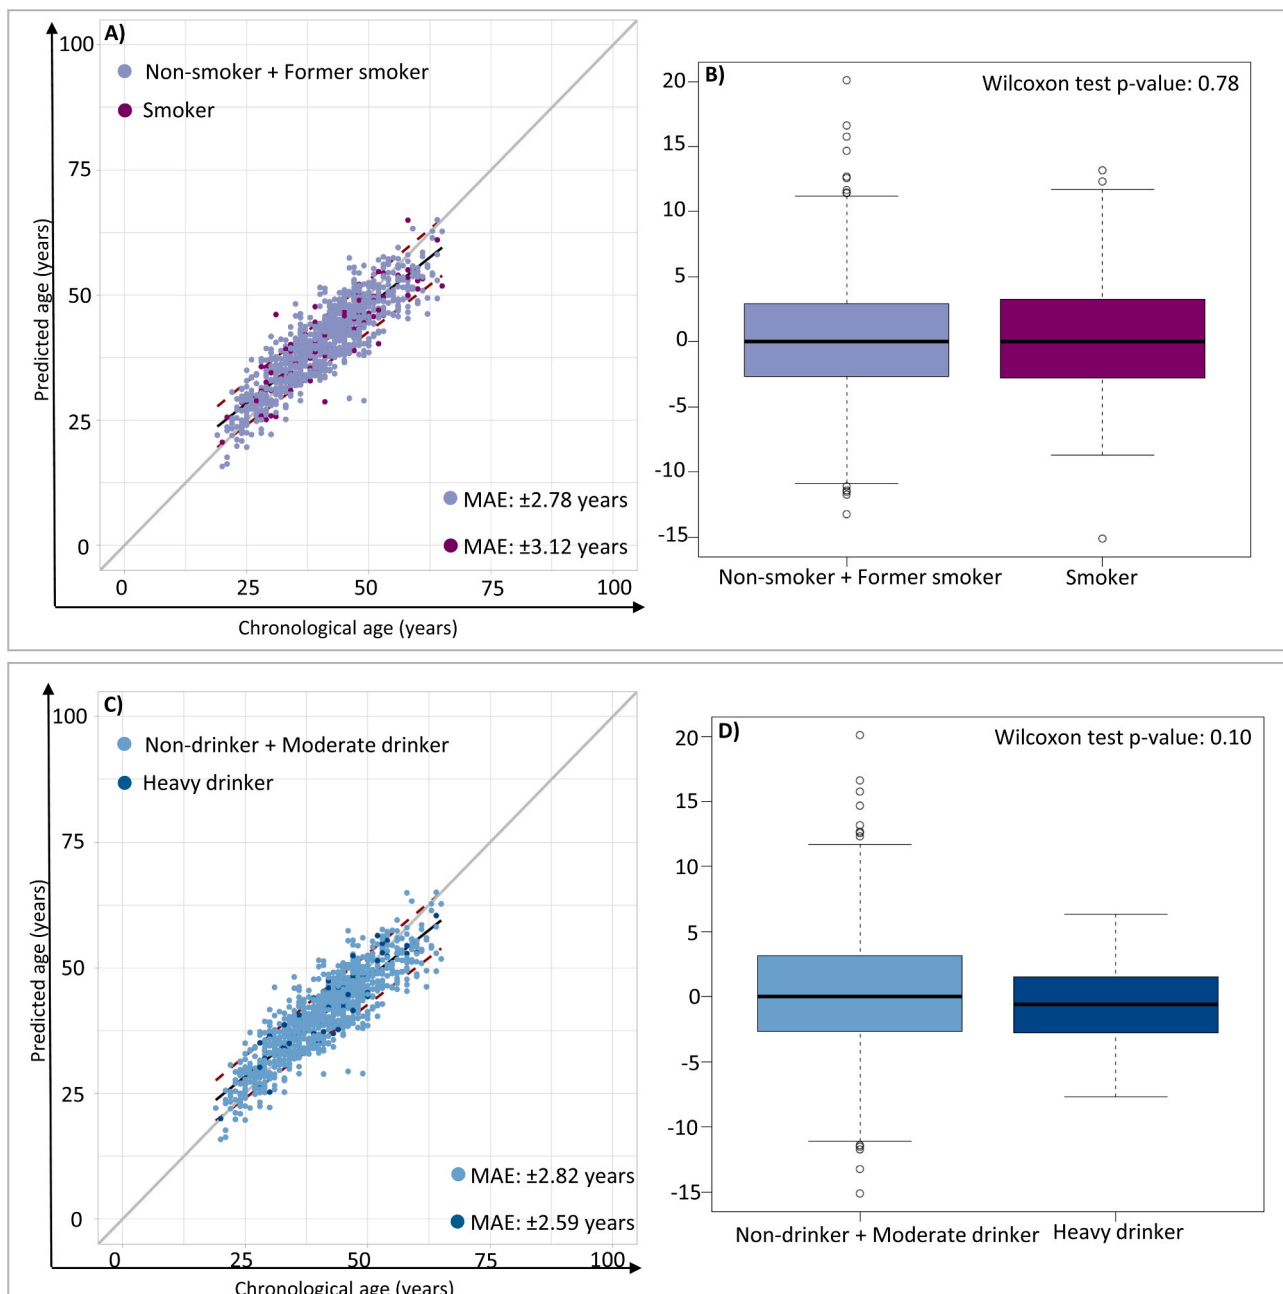 A)
100
Non-smoker + Former smoker
Smoker
75
50
25
0
Predicted age (years)
MAE: ±2.78 years
MAE: ±3.12 years
0 25 50 75 100
Chronological age (years)
B)
Wilcoxon test p-value: 0.78
20
15
10
5
0
-5
-10
-15
Non-smoker + Former smoker Smoker
C)
100
Non-drinker + Moderate drinker
Heavy drinker
75
50
25
0
Predicted age (years)
MAE: ±2.82 years
MAE: ±2.59 years
0 25 50 75 100
Chronological age (years)
D)
Wilcoxon test p-value: 0.10
20
15
10
5
0
-5
-10
-15
Non-drinker + Moderate drinker Heavy drinker